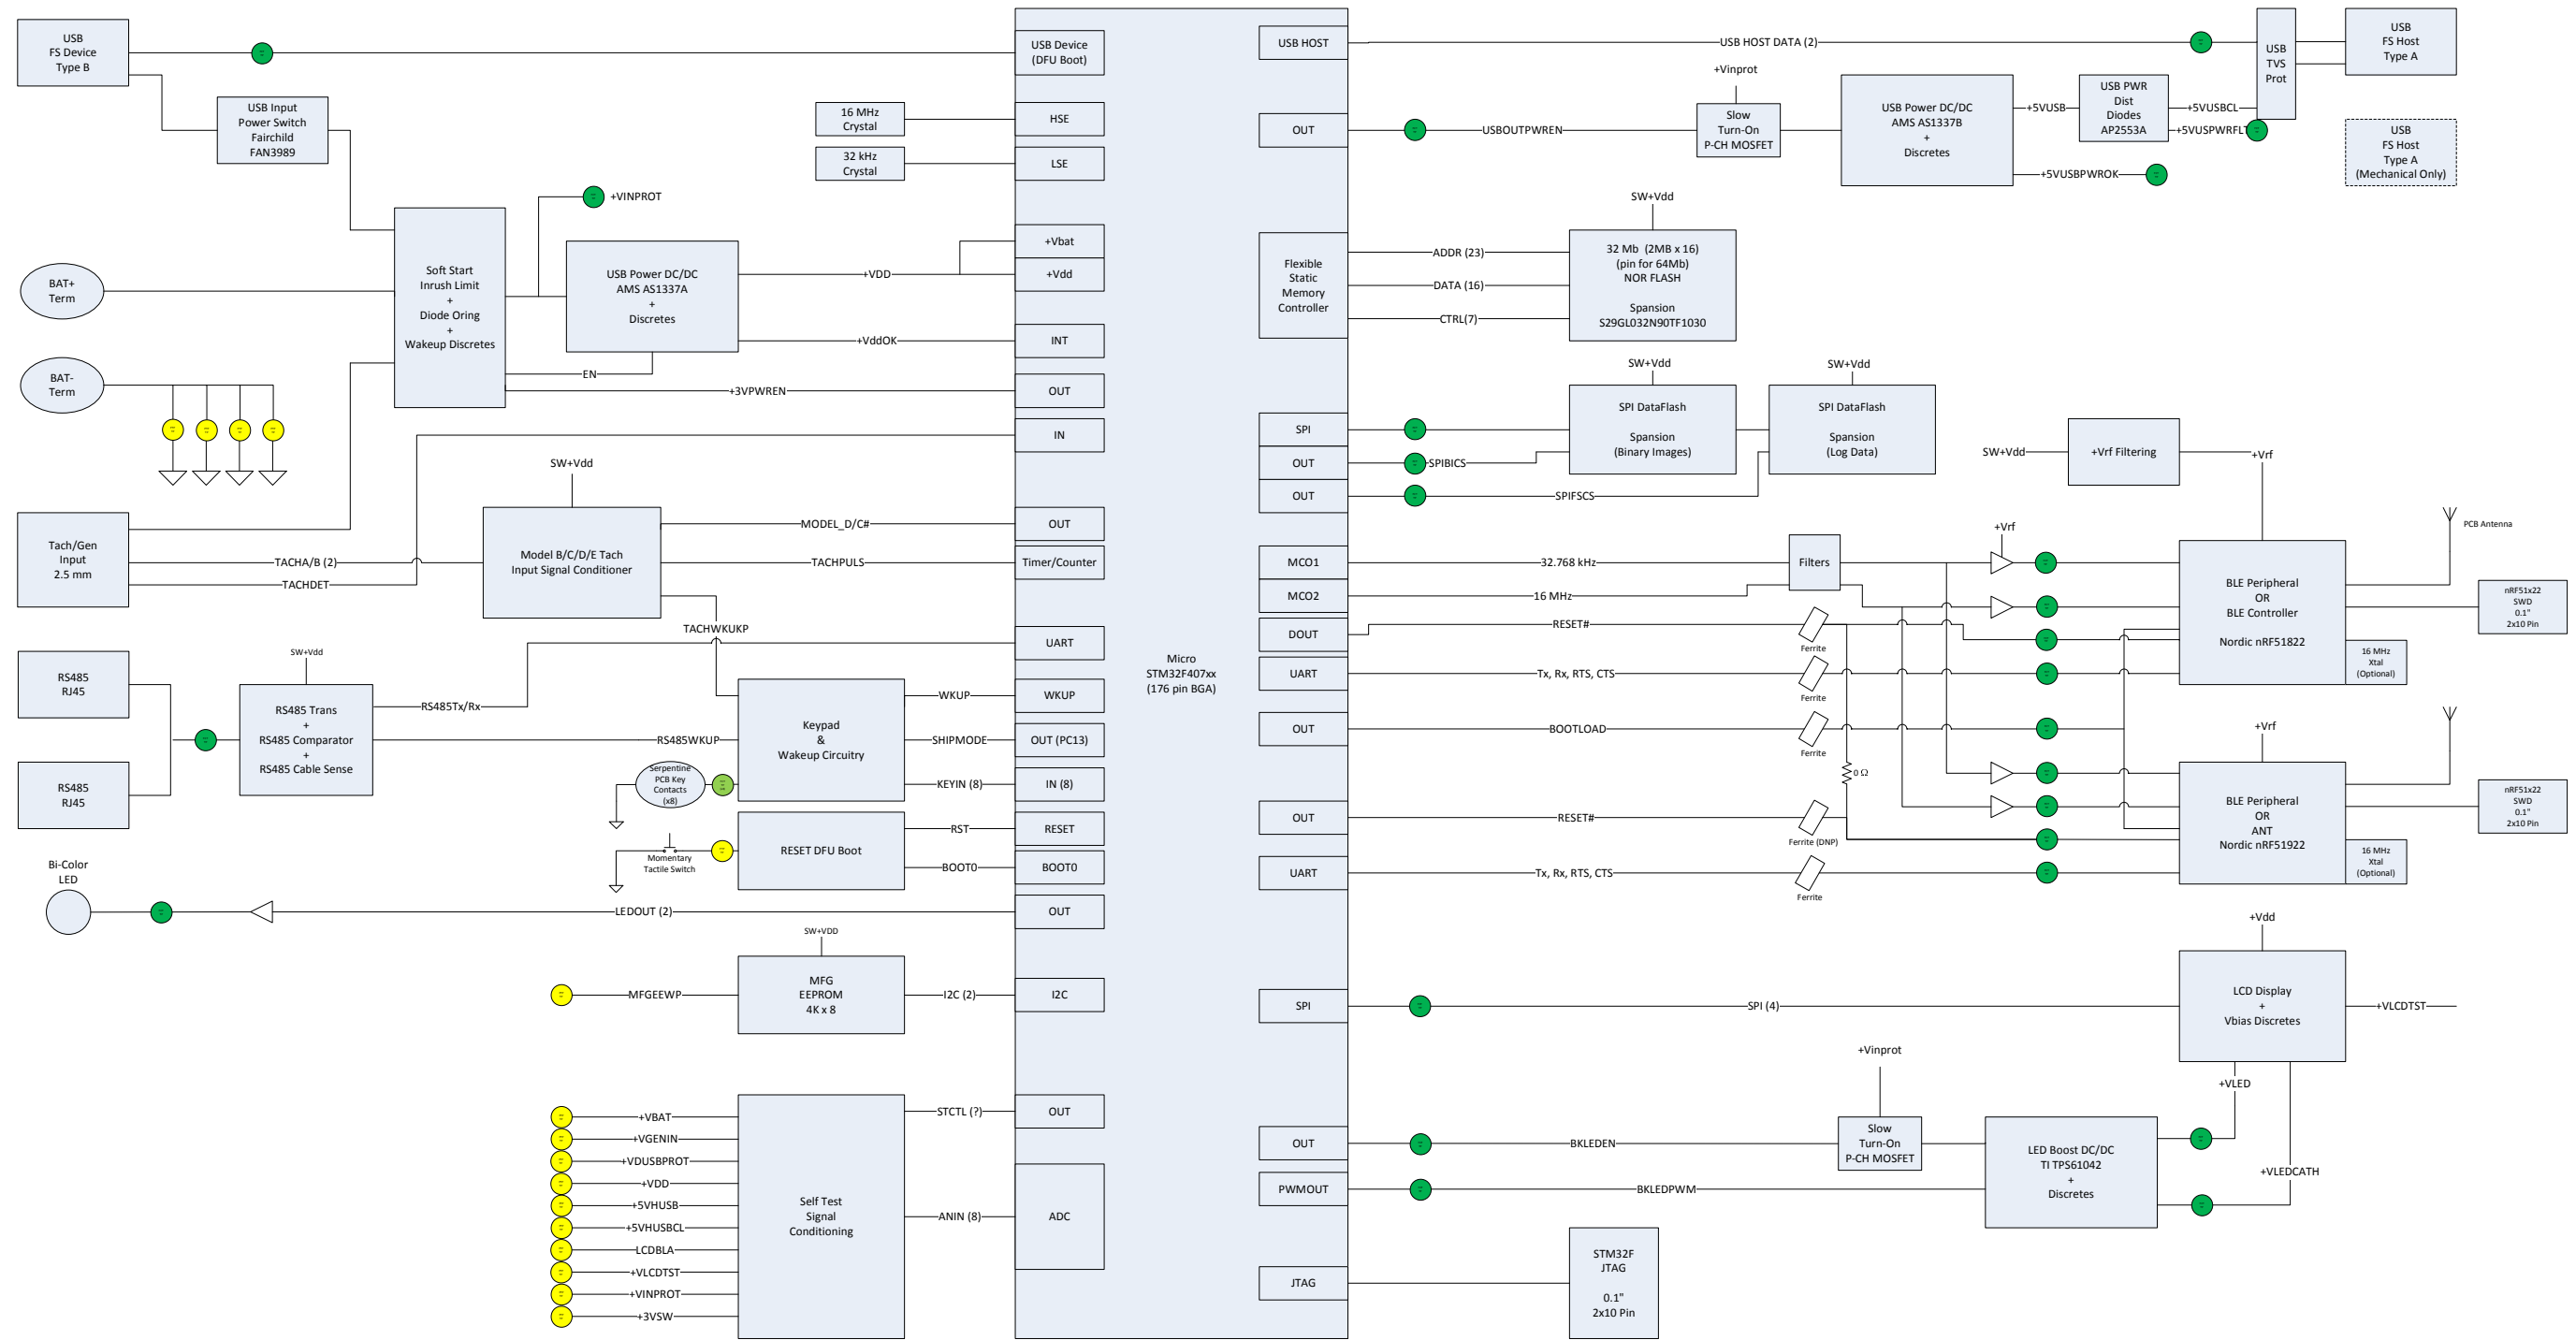 USB
FS Device
Type B
USB Input
Power Switch
Fairchild
FAN3989
BAT+
Term
BAT-
Term
Soft Start
Inrush Limit
+
Diode Oring
+
Wakeup Discretes
+VINPROT
USB Power DC/DC
AMS AS1337A
+
Discretes
EN
+VDD
+VddOK
+3VPWREN
16 MHz
Crystal
32 kHz
Crystal
Tach/Gen
Input
2.5 mm
TACHA/B (2)
TACHDET
SW+Vdd
Model B/C/D/E Tach
Input Signal Conditioner
MODEL_D/C#
TACHPULS
TACHWKUKP
RS485
RJ45
RS485
RJ45
SW+Vdd
RS485 Trans
+
RS485 Comparator
+
RS485 Cable Sense
RS485Tx/Rx
RS485WKUP
Keypad
&
Wakeup Circuitry
WKUP
SHIPMODE
KEYIN (8)
Serpentine
PCB Key
Contacts
(x8)
Momentary
Tactile Switch
RESET DFU Boot
RST
BOOT0
Bi-Color
LED
LEDOUT (2)
SW+VDD
MFGEEWP
MFG
EEPROM
4K x 8
I2C (2)
+VBAT
+VGENIN
+VDUSBPROT
+VDD
+5VHUSB
+5VHUSBCL
LCDBLA
+VLCDTST
+VINPROT
+3VSW
Self Test
Signal
Conditioning
STCTL (?)
ANIN (8)
USB Device
(DFU Boot)
HSE
LSE
+Vbat
+Vdd
INT
OUT
IN
OUT
Timer/Counter
UART
WKUP
OUT (PC13)
IN (8)
RESET
BOOT0
OUT
I2C
OUT
ADC
Micro
STM32F407xx
(176 pin BGA)
USB HOST
OUT
Flexible
Static
Memory
Controller
SPI
OUT
OUT
MCO1
MCO2
DOUT
UART
OUT
OUT
UART
SPI
OUT
PWMOUT
JTAG
USB HOST DATA (2)
USB
TVS
Prot
USB
FS Host
Type A
USBOUTPWREN
+Vinprot
Slow
Turn-On
P-CH MOSFET
USB Power DC/DC
AMS AS1337B
+
Discretes
+5VUSB
+5VUSBPWROK
USB PWR
Dist
Diodes
AP2553A
+5VUSBCL
+5VUSPWRFLT
USB
FS Host
Type A
(Mechanical Only)
SW+Vdd
ADDR (23)
DATA (16)
CTRL(7)
32 Mb (2MB x 16)
(pin for 64Mb)
NOR FLASH
Spansion
S29GL032N90TF1030
SW+Vdd
SPI DataFlash
Spansion
(Binary Images)
SW+Vdd
SPI DataFlash
Spansion
(Log Data)
SPIBICS
SPIFSCS
SW+Vdd
+Vrf Filtering
+Vrf
32.768 kHz
16 MHz
Filters
+Vrf
RESET#
Ferrite
Tx, Rx, RTS, CTS
Ferrite
BOOTLOAD
Ferrite
0 Ω
RESET#
Ferrite (DNP)
Tx, Rx, RTS, CTS
Ferrite
BLE Peripheral
OR
BLE Controller
Nordic nRF51822
PCB Antenna
nRF51x22
SWD
0.1"
2x10 Pin
16 MHz
Xtal
(Optional)
+Vrf
BLE Peripheral
OR
ANT
Nordic nRF51922
nRF51x22
SWD
0.1"
2x10 Pin
16 MHz
Xtal
(Optional)
+Vdd
SPI (4)
LCD Display
+
Vbias Discretes
+VLCDTST
+VLED
+VLEDCATH
+Vinprot
BKLEDEN
Slow
Turn-On
P-CH MOSFET
BKLEDPWM
LED Boost DC/DC
TI TPS61042
+
Discretes
STM32F
JTAG
0.1"
2x10 Pin